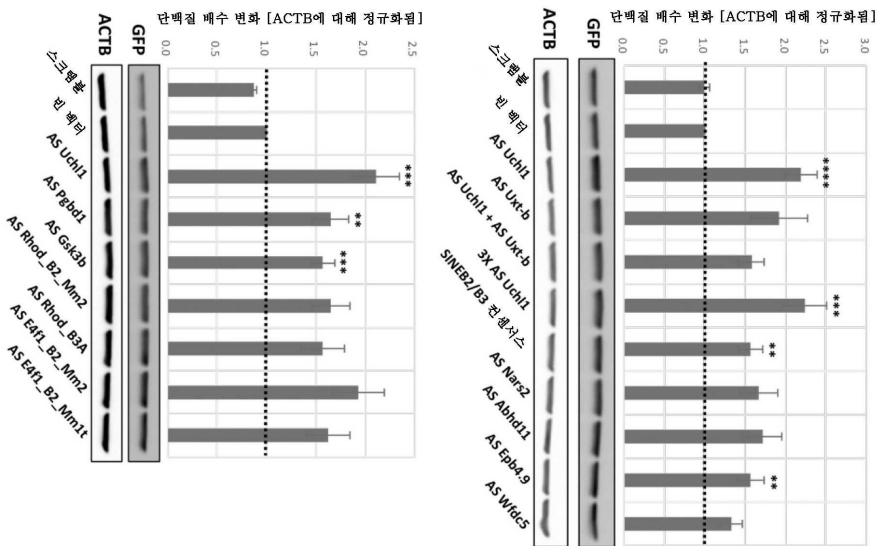 단백질 배수 변화 [ACTB에 대해 정규화됨]
0.0
0.5
1.0
1.5
2.0
2.5
ACTB
GFP
스크램블
빈 벡터
AS Uchl1
AS Pgbd1
AS Gsk3b
AS Rhod_B2_Mm2
AS Rhod_B3A
AS E4f1_B2_Mm2
AS E4f1_B2_Mm1t
***
**
***
단백질 배수 변화 [ACTB에 대해 정규화됨]
0.0
0.5
1.0
1.5
2.0
2.5
3.0
ACTB
GFP
스크램블
빈 벡터
AS Uchl1
AS Uxt-b
AS Uchl1 + AS Uxt-b
3X AS Uchl1
SINEB2/B3 컨센서스
AS Nars2
AS Abhd11
AS Epb4.9
AS Wfdc5
****
***
**
**